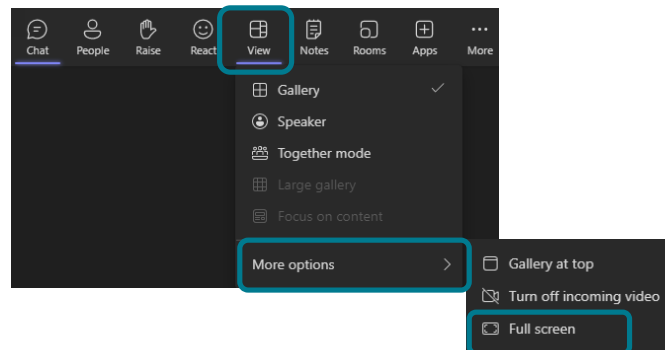 Chat People Raise React View Notes Rooms Apps More
Gallery
Speaker
Together mode
Large gallery
Focus on content
More options
Gallery at top
Turn off incoming video
Full screen